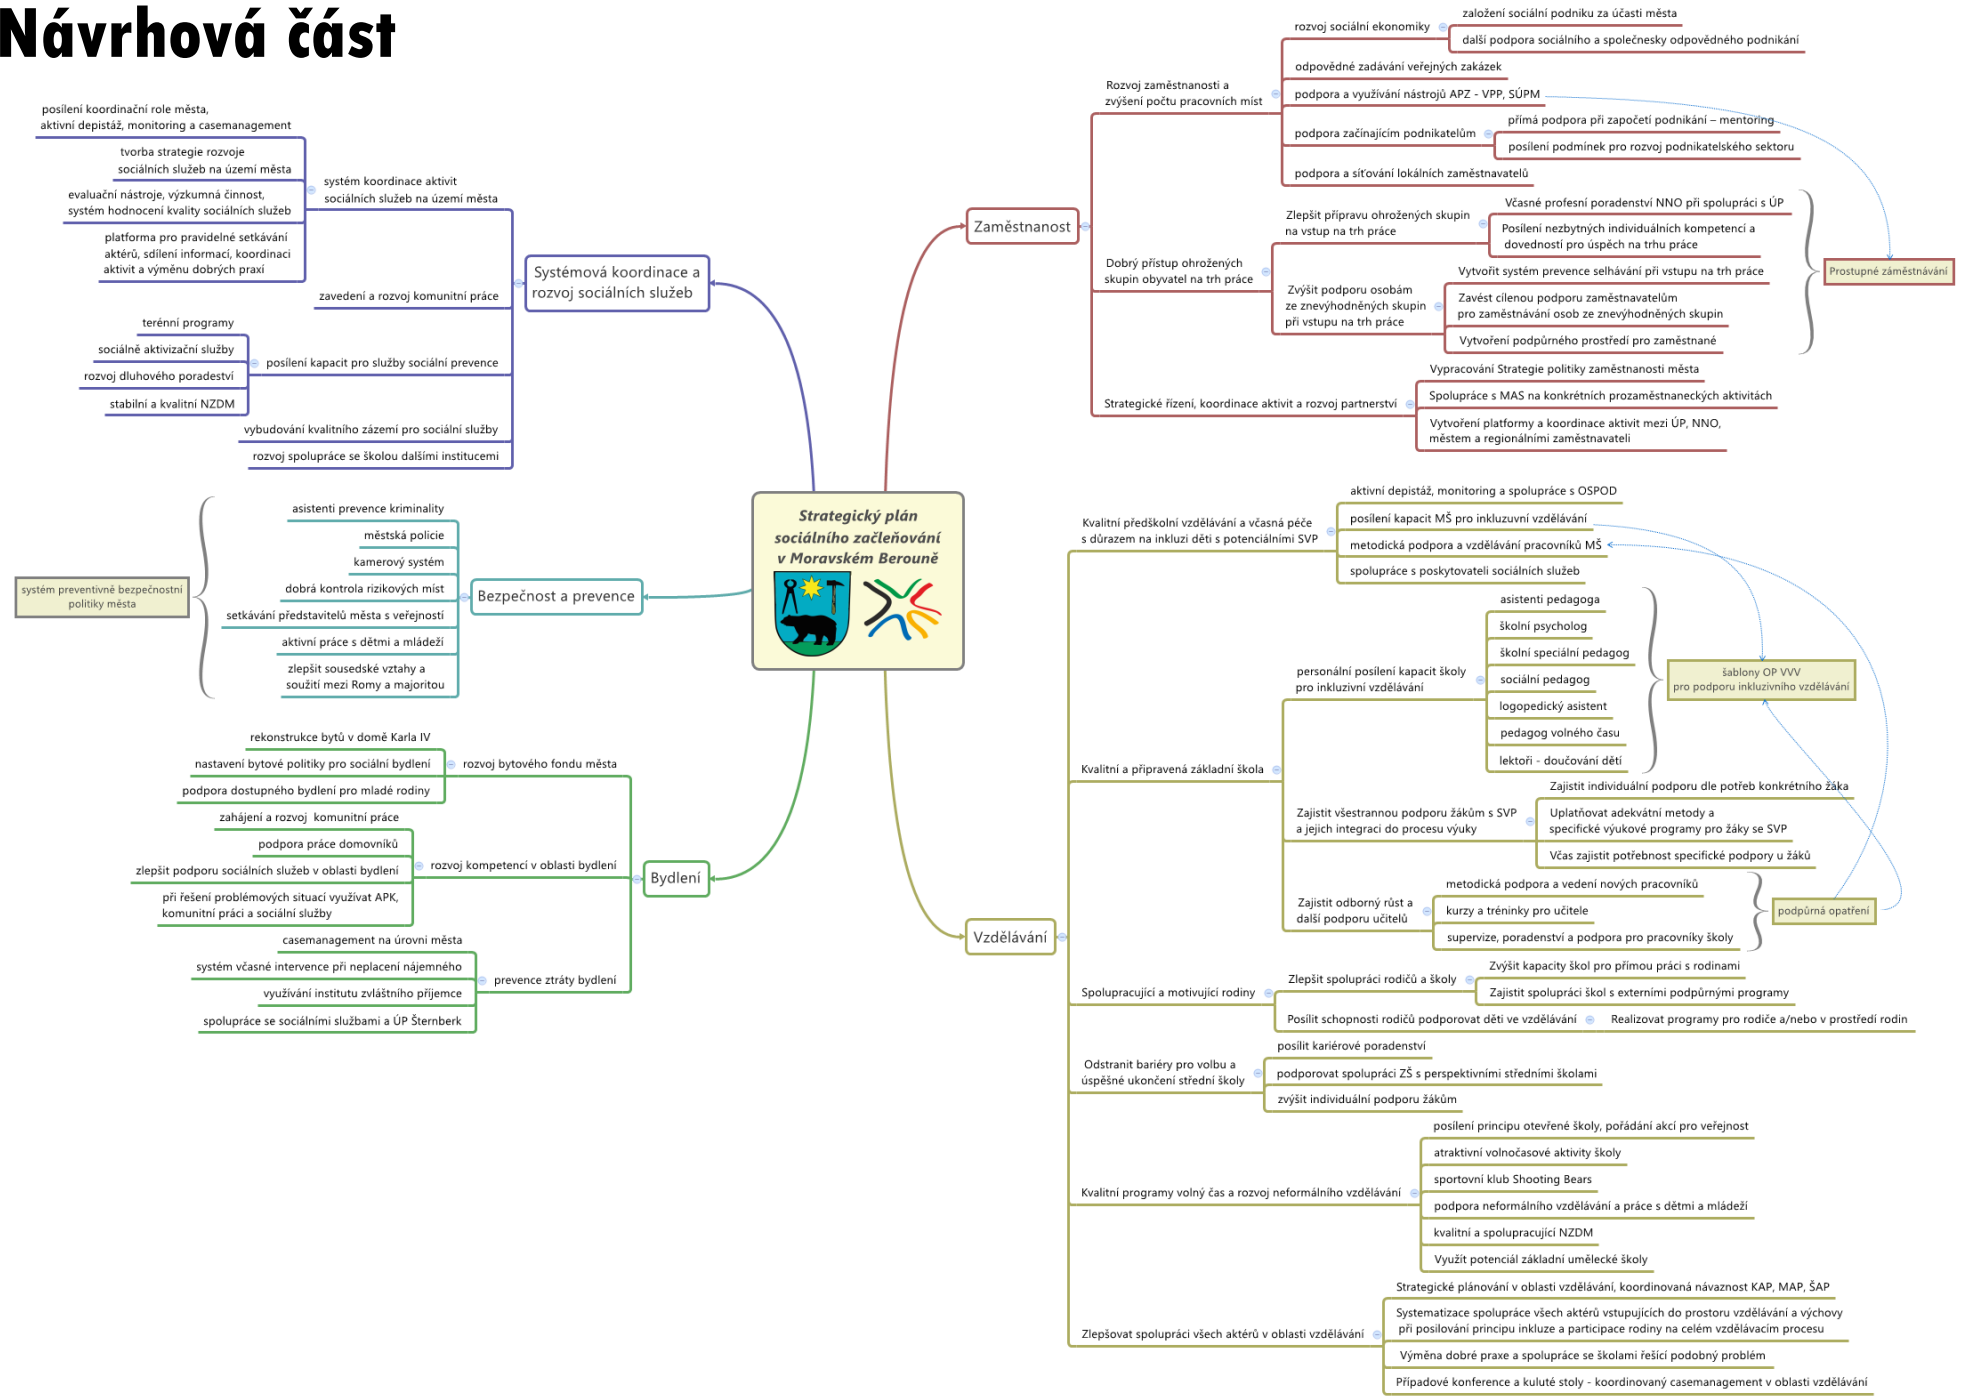 Návrhová část
Strategický plán
sociálního začleňování
v Moravském Berouně
Systémová koordinace a
rozvoj sociálních služeb
systém koordinace aktivit
sociálních služeb na území města
posílení koordinační role města,
aktivní depistáž, monitoring a casemanagement
tvorba strategie rozvoje
sociálních služeb na území města
evaluační nástroje, výzkumná činnost,
systém hodnocení kvality sociálních služeb
platforma pro pravidelné setkávání
aktérů, sdílení informací, koordinaci
aktivit a výměnu dobrých praxí
zavedení a rozvoj komunitní práce
posílení kapacit pro služby sociální prevence
terénní programy
sociálně aktivizační služby
rozvoj dluhového poradeství
stabilní a kvalitní NZDM
vybudování kvalitního zázemí pro sociální služby
rozvoj spolupráce se školou dalšími institucemi
Bezpečnost a prevence
asistenti prevence kriminality
městská policie
kamerový systém
dobrá kontrola rizikových míst
setkávání představitelů města s veřejností
aktivní práce s dětmi a mládeží
zlepšit sousedské vztahy a
soužití mezi Romy a majoritou
systém preventivně bezpečnostní
politiky města
Bydlení
rozvoj bytového fondu města
rekonstrukce bytů v domě Karla IV
nastavení bytové politiky pro sociální bydlení
podpora dostupného bydlení pro mladé rodiny
rozvoj kompetencí v oblasti bydlení
zahájení a rozvoj  komunitní práce
podpora práce domovníků
zlepšit podporu sociálních služeb v oblasti bydlení
při řešení problémových situací využívat APK,
komunitní práci a sociální služby
prevence ztráty bydlení
casemanagement na úrovni města
systém včasné intervence při neplacení nájemného
využívání institutu zvláštního příjemce
spolupráce se sociálními službami a ÚP Šternberk
Zaměstnanost
Rozvoj zaměstnanosti a
zvýšení počtu pracovních míst
rozvoj sociální ekonomiky
založení sociální podniku za účasti města
další podpora sociálního a společnesky odpovědného podnikání
odpovědné zadávání veřejných zakázek
podpora a využívání nástrojů APZ - VPP, SÚPM
podpora začínajícím podnikatelům
přímá podpora při započetí podnikání – mentoring
posílení podmínek pro rozvoj podnikatelského sektoru
podpora a síťování lokálních zaměstnavatelů
Dobrý přístup ohrožených
skupin obyvatel na trh práce
Zlepšit přípravu ohrožených skupin
na vstup na trh práce
Včasné profesní poradenství NNO při spolupráci s ÚP
Posílení nezbytných individuálních kompetencí a
dovedností pro úspěch na trhu práce
Zvýšit podporu osobám
ze znevýhodněných skupin
při vstupu na trh práce
Vytvořit systém prevence selhávání při vstupu na trh práce
Zavést cílenou podporu zaměstnavatelům
pro zaměstnávání osob ze znevýhodněných skupin
Vytvoření podpůrného prostředí pro zaměstnané
Prostupné záměstnávání
Strategické řízení, koordinace aktivit a rozvoj partnerství
Vypracování Strategie politiky zaměstnanosti města
Spolupráce s MAS na konkrétních prozaměstnaneckých aktivitách
Vytvoření platformy a koordinace aktivit mezi ÚP, NNO,
městem a regionálními zaměstnavateli
Vzdělávání
Kvalitní předškolní vzdělávání a včasná péče
s důrazem na inkluzi dětí s potenciálními SVP
aktivní depistáž, monitoring a spolupráce s OSPOD
posílení kapacit MŠ pro inkluzuvní vzdělávání
metodická podpora a vzdělávání pracovníků MŠ
spolupráce s poskytovateli sociálních služeb
Kvalitní a připravená základní škola
personální posílení kapacit školy
pro inkluzivní vzdělávání
asistenti pedagoga
školní psycholog
školní speciální pedagog
sociální pedagog
logopedický asistent
pedagog volného času
lektoři - doučování dětí
šablony OP VVV
pro podporu inkluzivního vzdělávání
Zajistit všestrannou podporu žákům s SVP
a jejich integraci do procesu výuky
Zajistit individuální podporu dle potřeb konkrétního žáka
Uplatňovat adekvátní metody a
specifické výukové programy pro žáky se SVP
Včas zajistit potřebnost specifické podpory u žáků
Zajistit odborný růst a
další podporu učitelů
metodická podpora a vedení nových pracovníků
kurzy a tréninky pro učitele
supervize, poradenství a podpora pro pracovníky školy
podpůrná opatření
Spolupracující a motivující rodiny
Zlepšit spolupráci rodičů a školy
Zvýšit kapacity škol pro přímou práci s rodinami
Zajistit spolupráci škol s externími podpůrnými programy
Posílit schopnosti rodičů podporovat děti ve vzdělávání
Realizovat programy pro rodiče a/nebo v prostředí rodin
Odstranit bariéry pro volbu a
úspěšné ukončení střední školy
posílit kariérové poradenství
podporovat spolupráci ZŠ s perspektivními středními školami
zvýšit individuální podporu žákům
Kvalitní programy volný čas a rozvoj neformálního vzdělávání
posílení principu otevřené školy, pořádání akcí pro veřejnost
atraktivní volnočasové aktivity školy
sportovní klub Shooting Bears
podpora neformálního vzdělávání a práce s dětmi a mládeží
kvalitní a spolupracující NZDM
Využít potenciál základní umělecké školy
Zlepšovat spolupráci všech aktérů v oblasti vzdělávání
Strategické plánování v oblasti vzdělávání, koordinovaná návaznost KAP, MAP, ŠAP
Systematizace spolupráce všech aktérů vstupujících do prostoru vzdělávání a výchovy
při posilování principu inkluze a participace rodiny na celém vzdělávacím procesu
Výměna dobré praxe a spolupráce se školami řešící podobný problém
Případové konference a kuluté stoly - koordinovaný casemanagement v oblasti vzdělávání